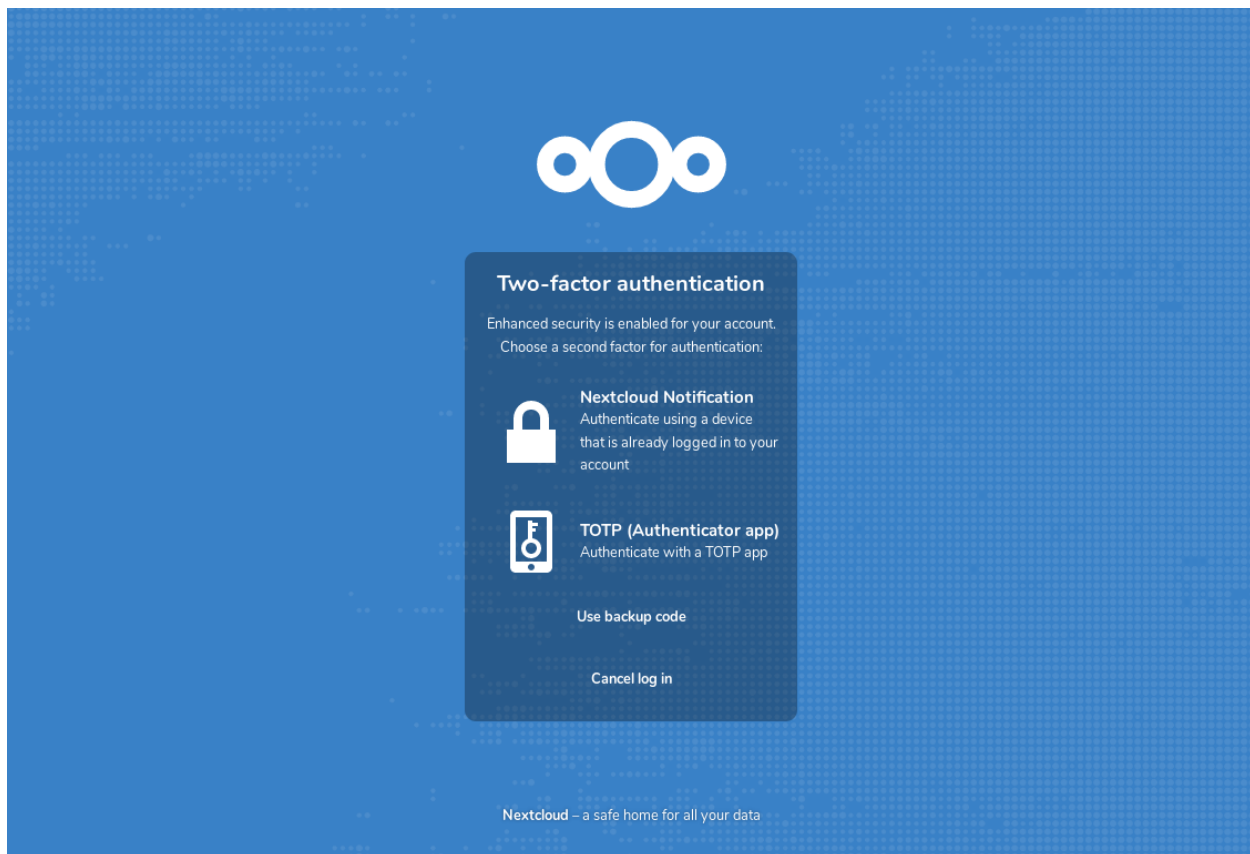 Two-factor authentication
Enhanced security is enabled for your account.
Choose a second factor for authentication:
Nextcloud Notification
Authenticate using a device
that is already logged in to your
account
TOTP (Authenticator app)
Authenticate with a TOTP app
Use backup code
Cancel log in
Nextcloud – a safe home for all your data